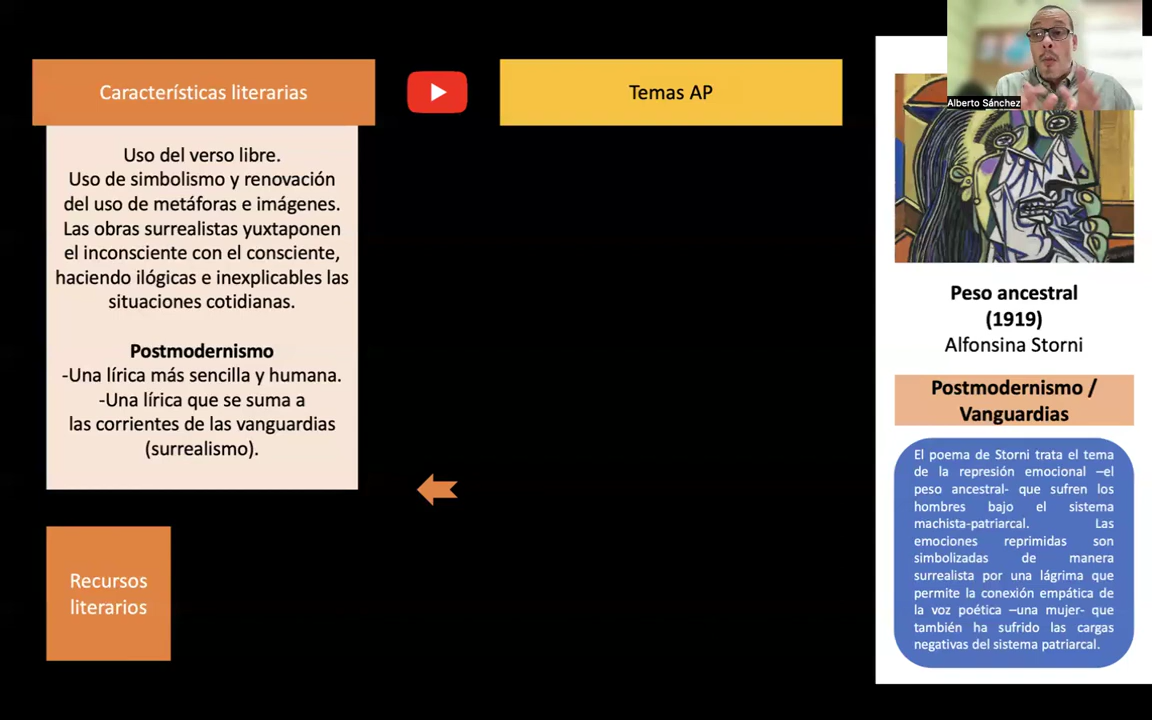 Características literarias
Temas AP
Uso del verso libre.
Uso de simbolismo y renovación
del uso de metáforas e imágenes.
Las obras surrealistas yuxtaponen
el inconsciente con el consciente,
haciendo ilógicas e inexplicables las
situaciones cotidianas.
Postmodernismo
-Una lírica más sencilla y humana.
-Una lírica que se suma a
las corrientes de las vanguardias
(surrealismo).
Recursos
literarios
Alberto Sánchez
Peso ancestral
(1919)
Alfonsina Storni
Postmodernismo /
Vanguardias
El poema de Storni trata el tema
de la represión emocional –el
peso ancestral- que sufren los
hombres bajo el sistema
machista-patriarcal. Las
emociones reprimidas son
simbolizadas de manera
surrealista por una lágrima que
permite la conexión empática de
la voz poética –una mujer- que
también ha sufrido las cargas
negativas del sistema patriarcal.